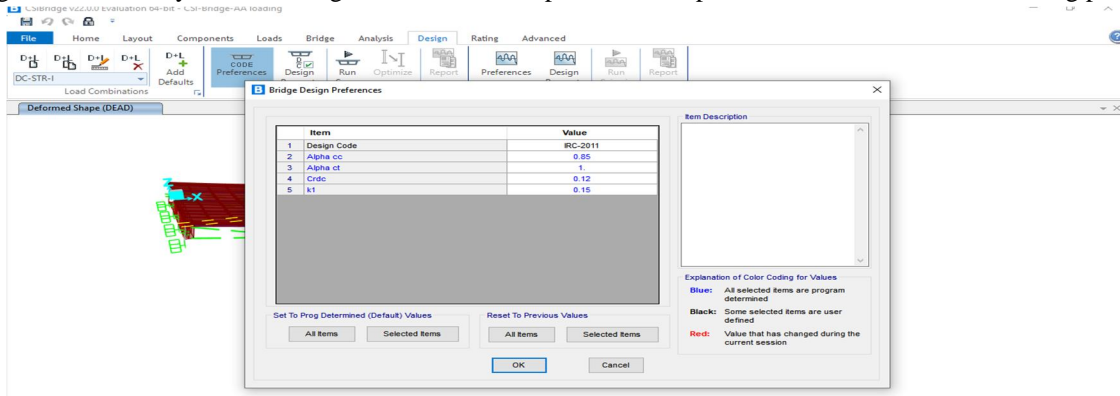 CSiBridge v22.0.0 Evaluation 64-bit - CSI-Bridge-AA loading
File Home Layout Components Loads Bridge Analysis Design Rating Advanced
D+L D+L D+L D+L D+L
Add Defaults
DC-STR-I
Load Combinations
CODE Preferences
Design
Run
Optimize
Report
Preferences
Design
Run
Report
Deformed Shape (DEAD)
Bridge Design Preferences
Item Value
1 Design Code IRC-2011
2 Alpha cc 0.85
3 Alpha ct 1.
4 Crdc 0.12
5 k1 0.15
Item Description
Explanation of Color Coding for Values
Blue: All selected items are program
determined
Black: Some selected items are user
defined
Red: Value that has changed during the
current session
Set To Prog Determined (Default) Values
All Items Selected Items
Reset To Previous Values
All Items Selected Items
OK Cancel